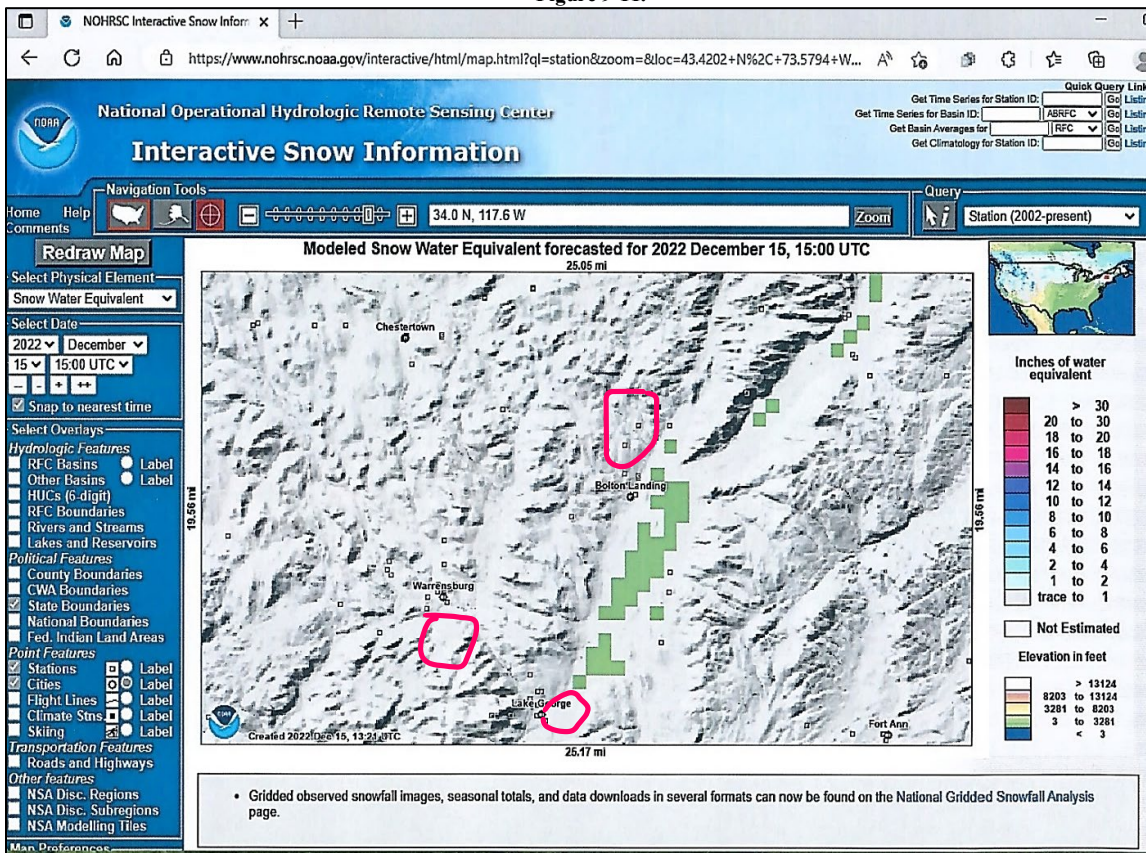 NOHRSC Interactive Snow Inform
https://www.nohrsc.noaa.gov/interactive/html/map.html?ql=station&zoom=&loc=43.4202+N%2C+73.5794+W...
NOAA
National Operational Hydrologic Remote Sensing Center
Interactive Snow Information
Quick Query Link
Get Time Series for Station ID: Go Listin
Get Time Series for Basin ID: ABRFC Go Listin
Get Basin Averages for RFC Go Listin
Get Climatology for Station ID: Go Listin
Home Help
Comments
Navigation Tools
34.0 N, 117.6 W
Zoom
Query
Station (2002-present)
Redraw Map
Select Physical Element
Snow Water Equivalent
Select Date
2022 December
15 15:00 UTC
-- - + ++
Snap to nearest time
Select Overlays
Hydrologic Features
RFC Basins Label
Other Basins Label
HUCs (6-digit)
RFC Boundaries
Rivers and Streams
Lakes and Reservoirs
Political Features
County Boundaries
CWA Boundaries
State Boundaries
National Boundaries
Fed. Indian Land Areas
Point Features
Stations Label
Cities Label
Flight Lines Label
Climate Stns Label
Skiing Label
Transportation Features
Roads and Highways
Other features
NSA Disc. Regions
NSA Disc. Subregions
NSA Modelling Tiles
Map Preferences
Modeled Snow Water Equivalent forecasted for 2022 December 15, 15:00 UTC
25.05 mi
19.56 mi
Chestertown
Bolton Landing
Warrensburg
Lake George
Fort Ann
Created 2022 Dec 15, 13:21 UTC
19.56 mi
25.17 mi
Inches of water
equivalent
> 30
20 to 30
18 to 20
16 to 18
14 to 16
12 to 14
10 to 12
8 to 10
6 to 8
4 to 6
2 to 4
1 to 2
trace to 1
Not Estimated
Elevation in feet
> 13124
8203 to 13124
3281 to 8203
3 to 3281
< 3
• Gridded observed snowfall images, seasonal totals, and data downloads in several formats can now be found on the National Gridded Snowfall Analysis
page.